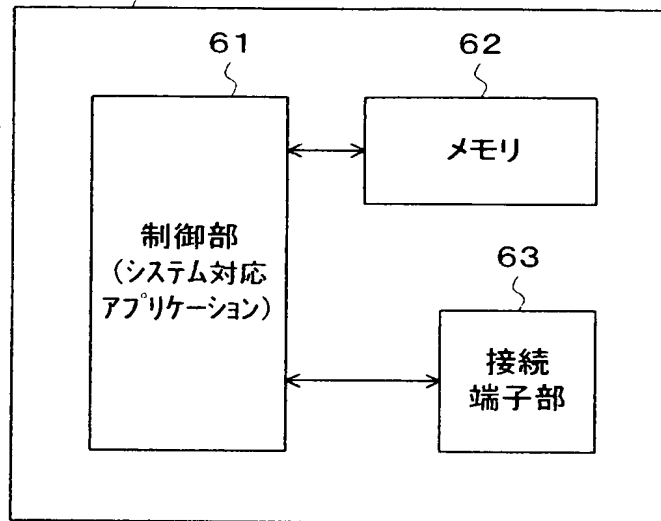 61
62
メモリ
制御部
(システム対応
アプリケーション)
63
接続
端子部